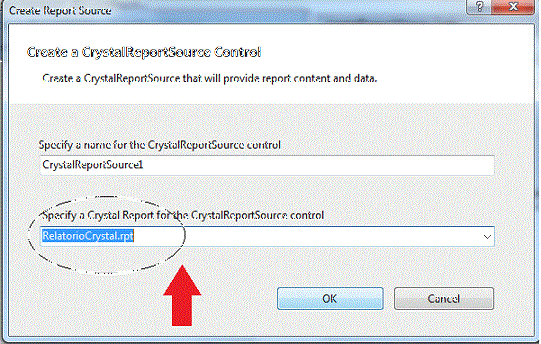 Create Report Source
Create a CrystalReportSource Control
Create a CrystalReportSource that will provide report content and data.
Specify a name for the CrystalReportSource control
CrystalReportSource1
Specify a Crystal Report for the CrystalReportSource control
RelatorioCrystal.rpt
OK
Cancel